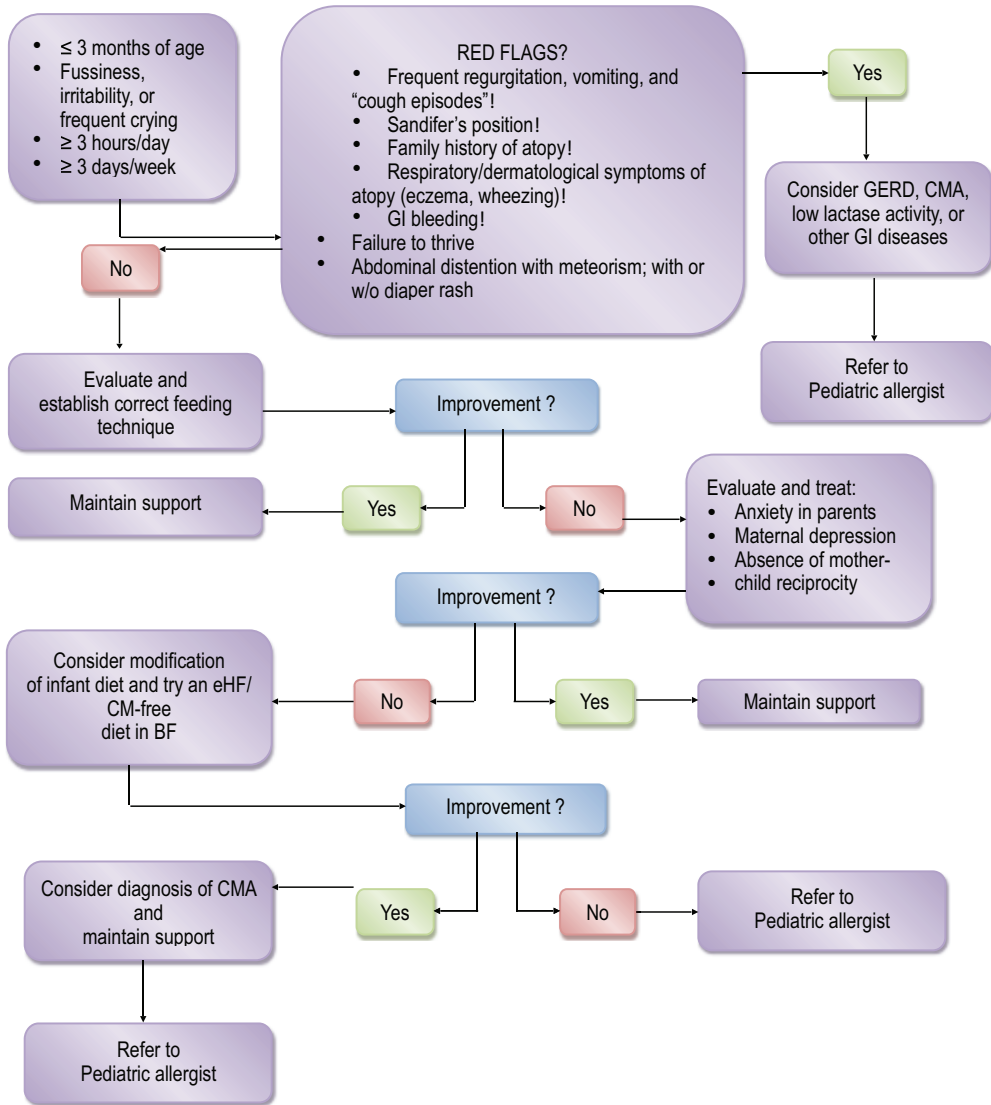 • ≤ 3 months of age
• Fussiness,
irritability, or
frequent crying
• ≥ 3 hours/day
• ≥ 3 days/week
RED FLAGS?
• Frequent regurgitation, vomiting, and
“cough episodes”!
• Sandifer’s position!
• Family history of atopy!
• Respiratory/dermatological symptoms of
atopy (eczema, wheezing)!
• GI bleeding!
• Failure to thrive
• Abdominal distention with meteorism; with or
w/o diaper rash
Yes
Consider GERD, CMA,
low lactase activity, or
other GI diseases
Refer to
Pediatric allergist
No
Evaluate and
establish correct feeding
technique
Improvement ?
Yes
Maintain support
No
Evaluate and treat:
• Anxiety in parents
• Maternal depression
• Absence of mother-
• child reciprocity
Improvement ?
No
Yes
Maintain support
Consider modification
of infant diet and try an eHF/
CM-free
diet in BF
Improvement ?
Yes
No
Refer to
Pediatric allergist
Consider diagnosis of CMA
and
maintain support
Refer to
Pediatric allergist